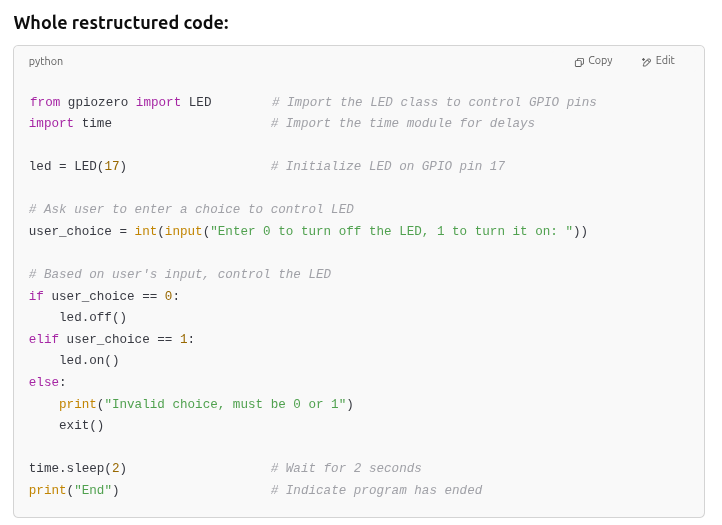 Whole restructured code:
python Copy Edit
from gpiozero import LED        # Import the LED class to control GPIO pins
import time                     # Import the time module for delays
led = LED(17)                   # Initialize LED on GPIO pin 17
# Ask user to enter a choice to control LED
user_choice = int(input("Enter 0 to turn off the LED, 1 to turn it on: "))
# Based on user's input, control the LED
if user_choice == 0:
    led.off()
elif user_choice == 1:
    led.on()
else:
    print("Invalid choice, must be 0 or 1")
    exit()
time.sleep(2)                   # Wait for 2 seconds
print("End")                    # Indicate program has ended